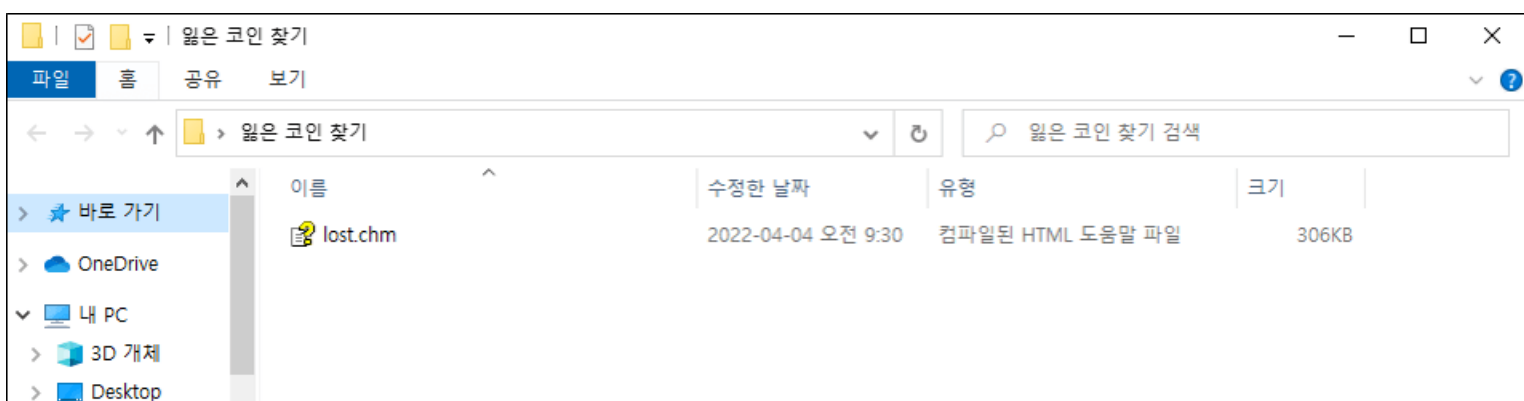 잃은 코인 찾기
파일 홈 공유 보기
잃은 코인 찾기 잃은 코인 찾기 검색
이름 수정한 날짜 유형 크기
바로 가기
lost.chm 2022-04-04 오전 9:30 컴파일된 HTML 도움말 파일 306KB
OneDrive
내 PC
3D 개체
Desktop